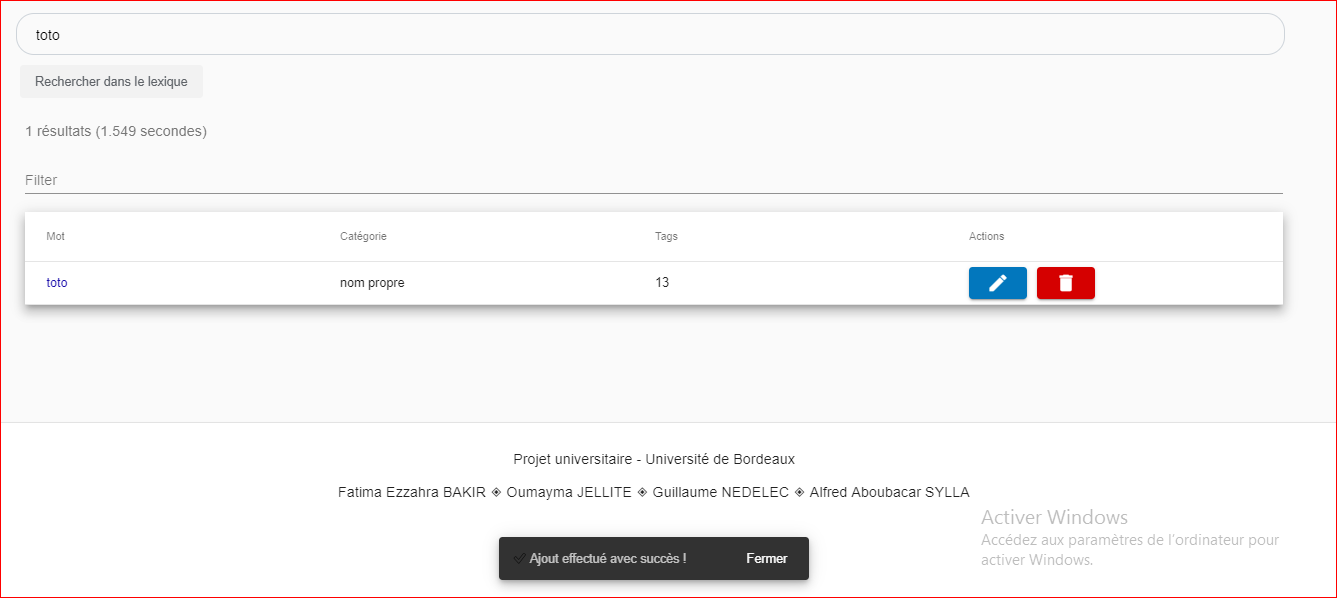 toto
Rechercher dans le lexique
1 résultats (1.549 secondes)
Filter
Mot Catégorie Tags Actions
toto nom propre 13
Projet universitaire - Université de Bordeaux
Fatima Ezzahra BAKIR ◈ Oumayma JELLITE ◈ Guillaume NEDELEC ◈ Alfred Aboubacar SYLLA
Activer Windows
Accédez aux paramètres de l'ordinateur pour
activer Windows.
✓ Ajout effectué avec succès ! Fermer